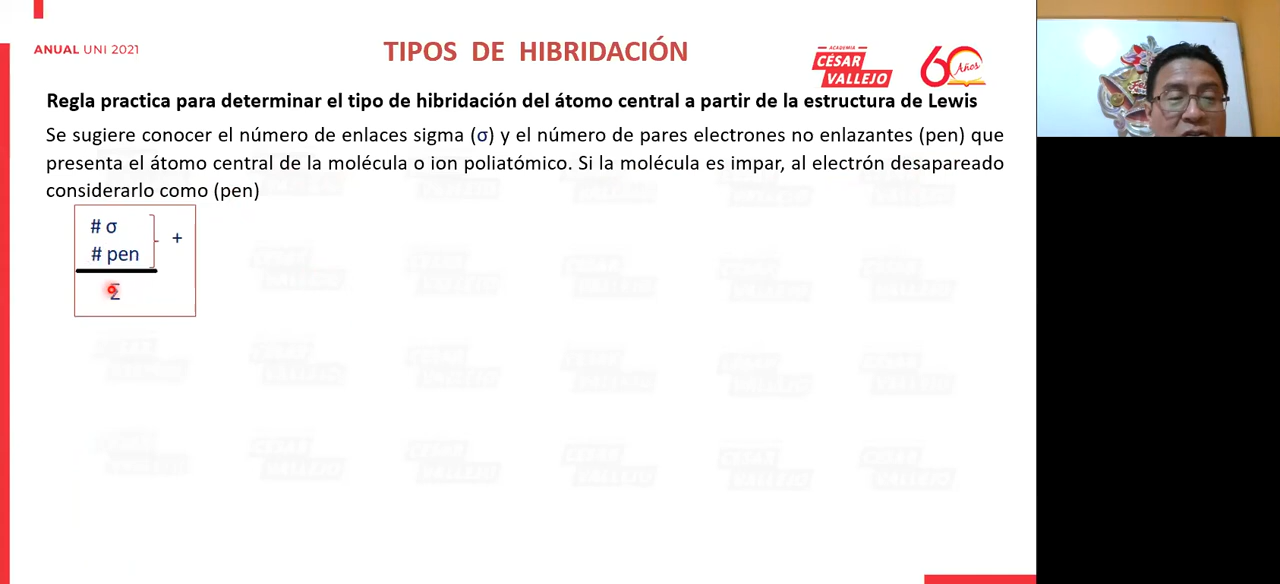 ANUAL UNI 2021
TIPOS DE HIBRIDACIÓN
ACADEMIA
CÉSAR
VALLEJO
60 Años
Regla practica para determinar el tipo de hibridación del átomo central a partir de la estructura de Lewis
Se sugiere conocer el número de enlaces sigma (σ) y el número de pares electrones no enlazantes (pen) que
presenta el átomo central de la molécula o ion poliatómico. Si la molécula es impar, al electrón desapareado
considerarlo como (pen)
# σ
+
# pen
Σ